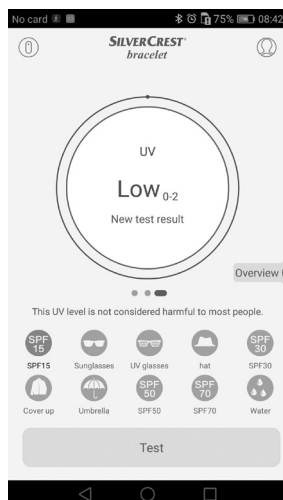 No card 75% 08:42
SILVERCREST®
bracelet
UV
Low 0-2
New test result
Overview
This UV level is not considered harmful to most people.
SPF 15
SPF 30
SPF15 Sunglasses UV glasses hat SPF30
SPF 50
SPF 70
Cover up Umbrella SPF50 SPF70 Water
Test